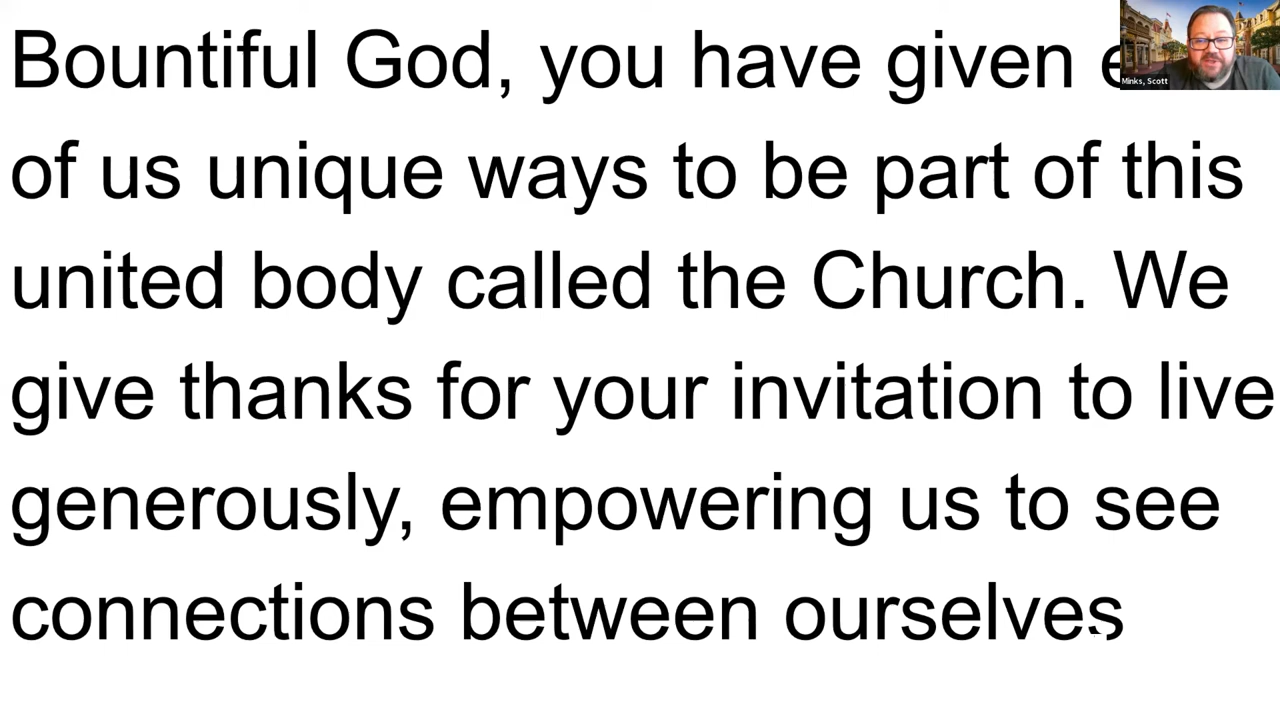 Bountiful God, you have given
of us unique ways to be part of this
united body called the Church. We
give thanks for your invitation to live
generously, empowering us to see
connections between ourselves
Minks, Scott